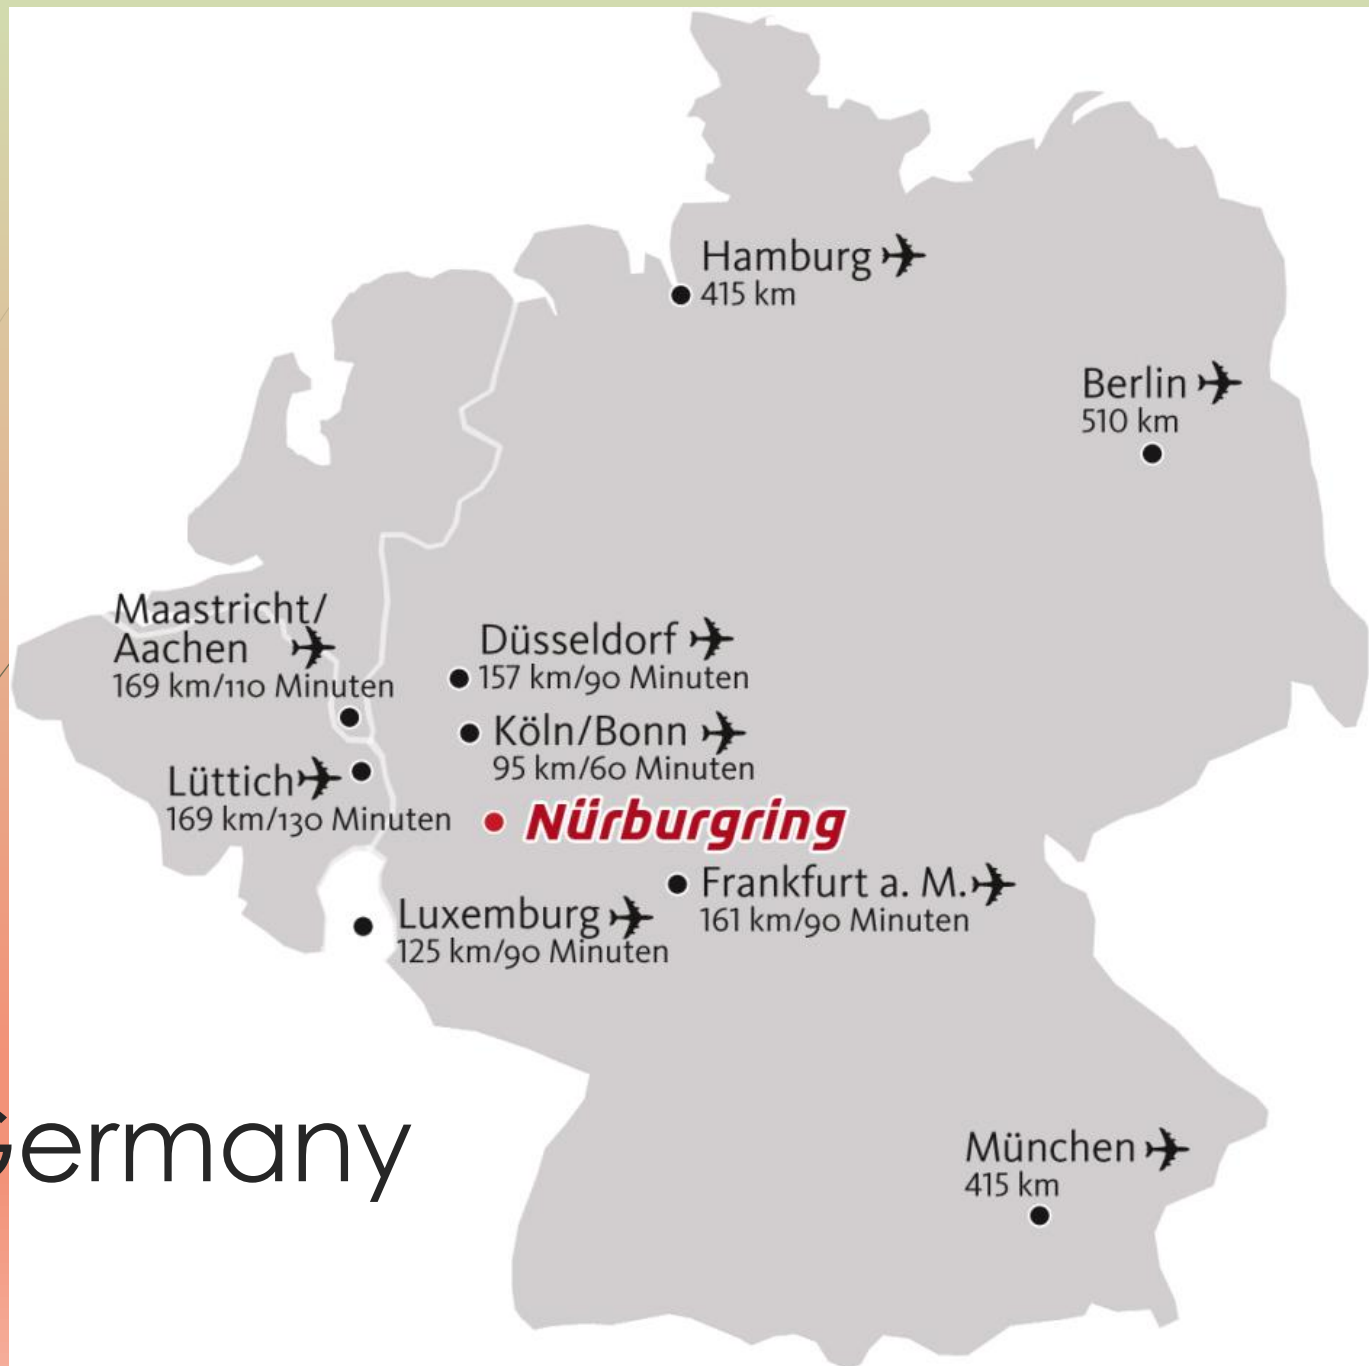 Hamburg
415 km
Berlin
510 km
Maastricht/
Aachen
169 km/110 Minuten
Düsseldorf
157 km/90 Minuten
Köln/Bonn
95 km/60 Minuten
Lüttich
169 km/130 Minuten
Nürburgring
Frankfurt a. M.
161 km/90 Minuten
Luxemburg
125 km/90 Minuten
Germany
München
415 km